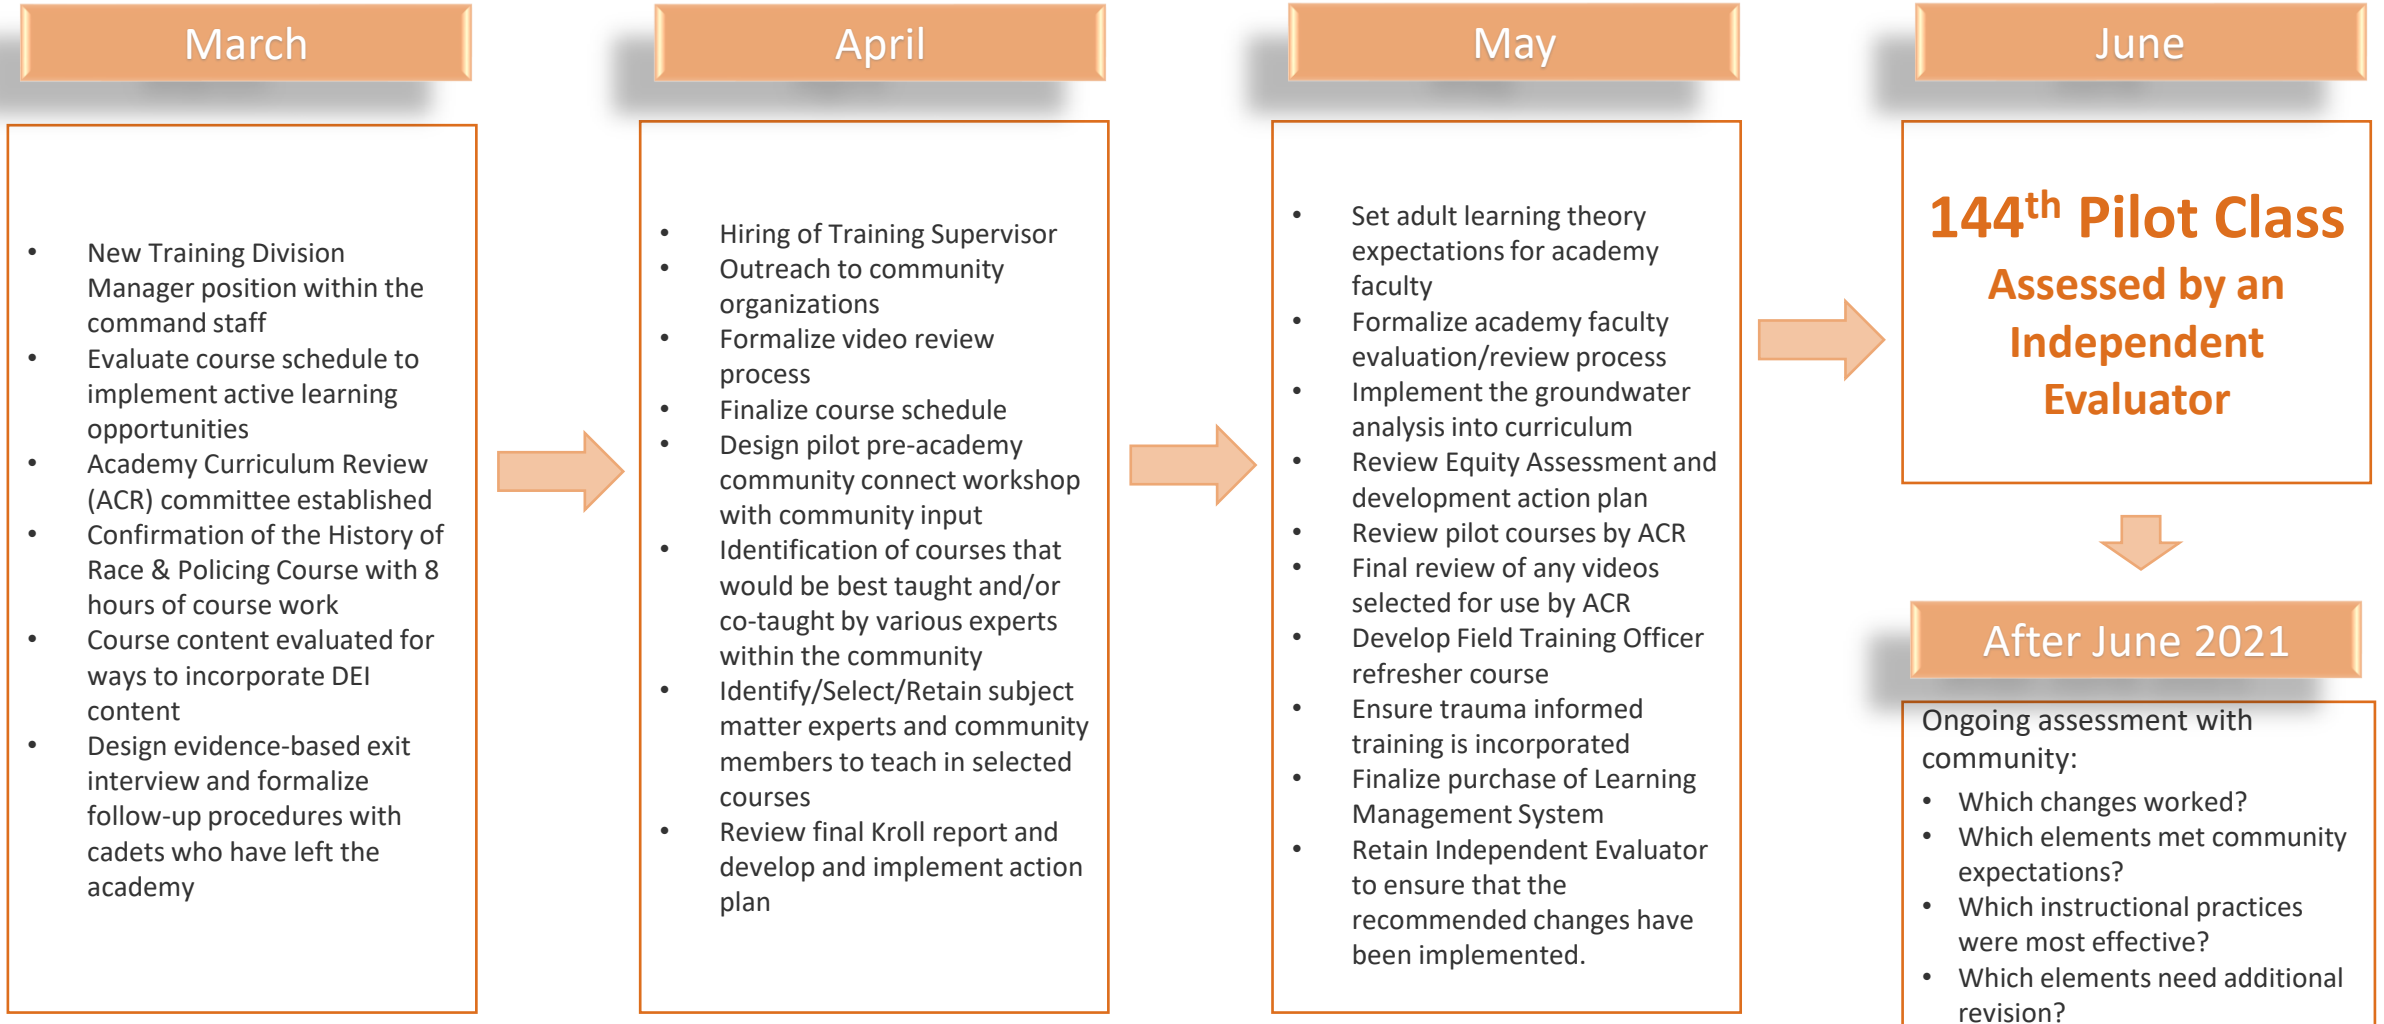 March
• New Training Division
Manager position within the
command staff
• Evaluate course schedule to
implement active learning
opportunities
• Academy Curriculum Review
(ACR) committee established
• Confirmation of the History of
Race & Policing Course with 8
hours of course work
• Course content evaluated for
ways to incorporate DEI
content
• Design evidence-based exit
interview and formalize
follow-up procedures with
cadets who have left the
academy
April
• Hiring of Training Supervisor
• Outreach to community
organizations
• Formalize video review
process
• Finalize course schedule
• Design pilot pre-academy
community connect workshop
with community input
• Identification of courses that
would be best taught and/or
co-taught by various experts
within the community
• Identify/Select/Retain subject
matter experts and community
members to teach in selected
courses
• Review final Kroll report and
develop and implement action
plan
May
• Set adult learning theory
expectations for academy
faculty
• Formalize academy faculty
evaluation/review process
• Implement the groundwater
analysis into curriculum
• Review Equity Assessment and
development action plan
• Review pilot courses by ACR
• Final review of any videos
selected for use by ACR
• Develop Field Training Officer
refresher course
• Ensure trauma informed
training is incorporated
• Finalize purchase of Learning
Management System
• Retain Independent Evaluator
to ensure that the
recommended changes have
been implemented.
June
144th Pilot Class
Assessed by an
Independent
Evaluator
After June 2021
Ongoing assessment with
community:
• Which changes worked?
• Which elements met community
expectations?
• Which instructional practices
were most effective?
• Which elements need additional
revision?